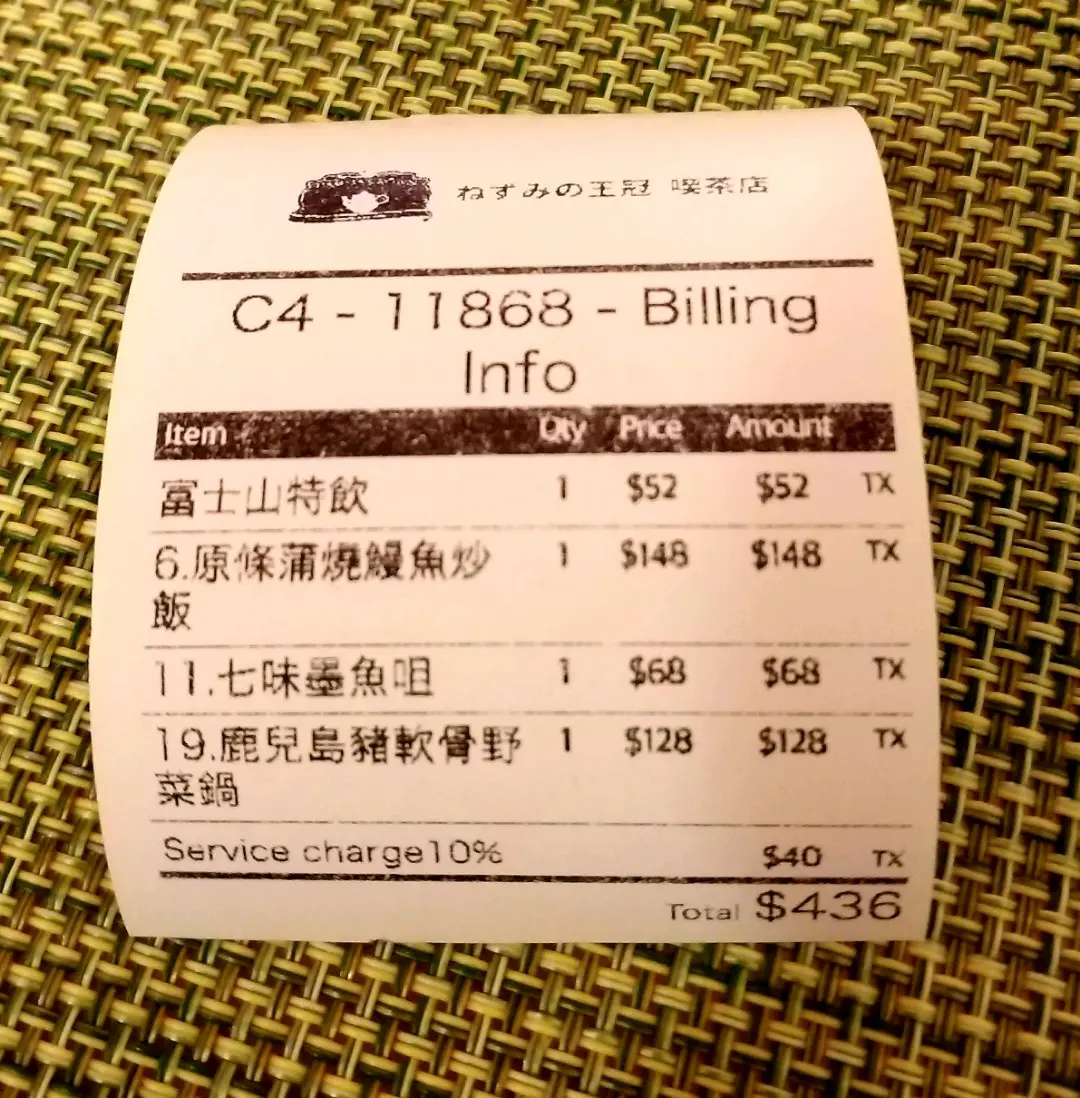 ねずみの王冠 喫茶店
C4 - 11868 - Billing
Info
Item Qty Price Amount
富士山特飲 1 $52 $52 TX
6.原條蒲燒鰻魚炒 1 $148 $148 TX
飯
11.七味墨魚咀 1 $68 $68 TX
19.鹿兒島豬軟骨野 1 $128 $128 TX
菜鍋
Service charge10% $40 TX
Total $436